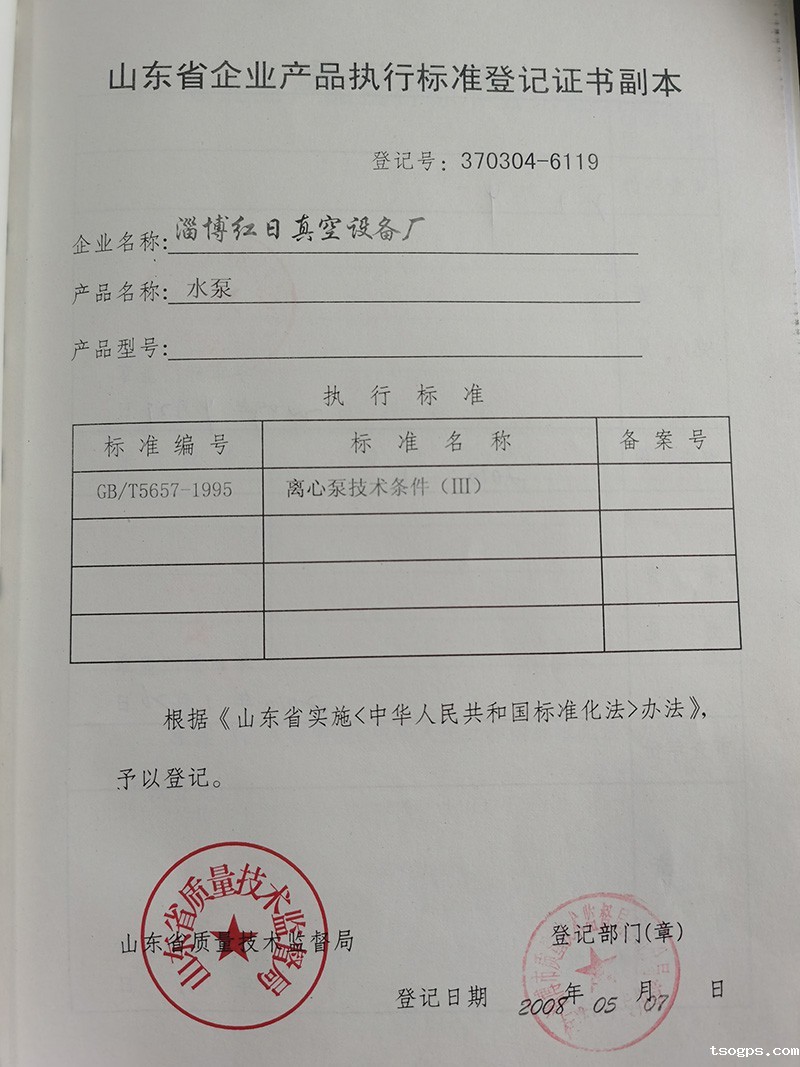 山东省企业产品执行标准登记证书副本
登记号：370304-6119
企业名称:淄博红日真空设备厂
产品名称: 水泵
产品型号:
执 行 标 准
标 准 编 号 标 准 名 称 备 案 号
GB/T5657-1995 离心泵技术条件（III）
根据《山东省实施<中华人民共和国标准化法>办法》,
予以登记。
山东省质量技术监督局
山东省质量技术监督局
登记部门(章)
登记日期 2008年 05 月07 日
tsogps.com